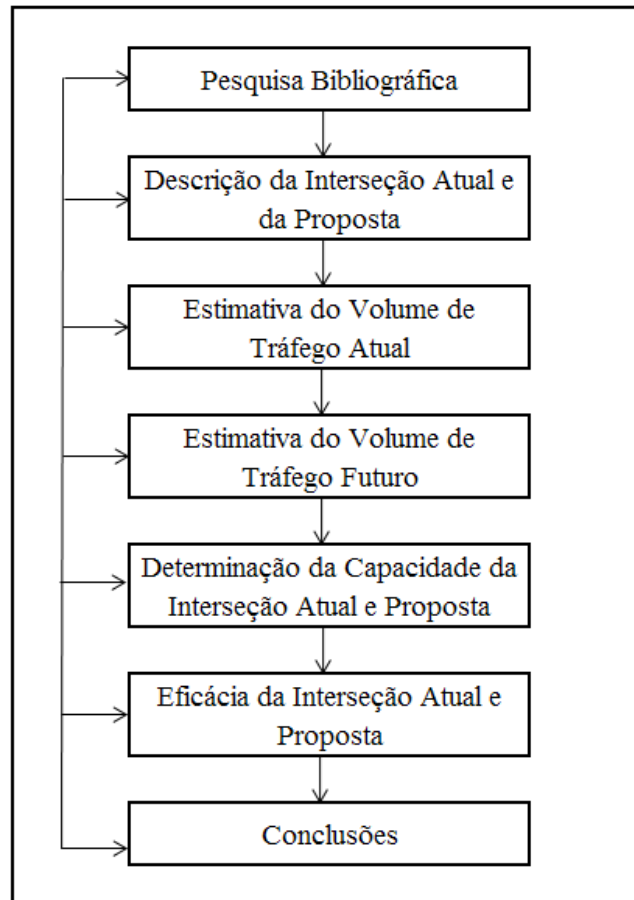 Pesquisa Bibliográfica
Descrição da Interseção Atual e
da Proposta
Estimativa do Volume de
Tráfego Atual
Estimativa do Volume de
Tráfego Futuro
Determinação da Capacidade da
Interseção Atual e Proposta
Eficácia da Interseção Atual e
Proposta
Conclusões